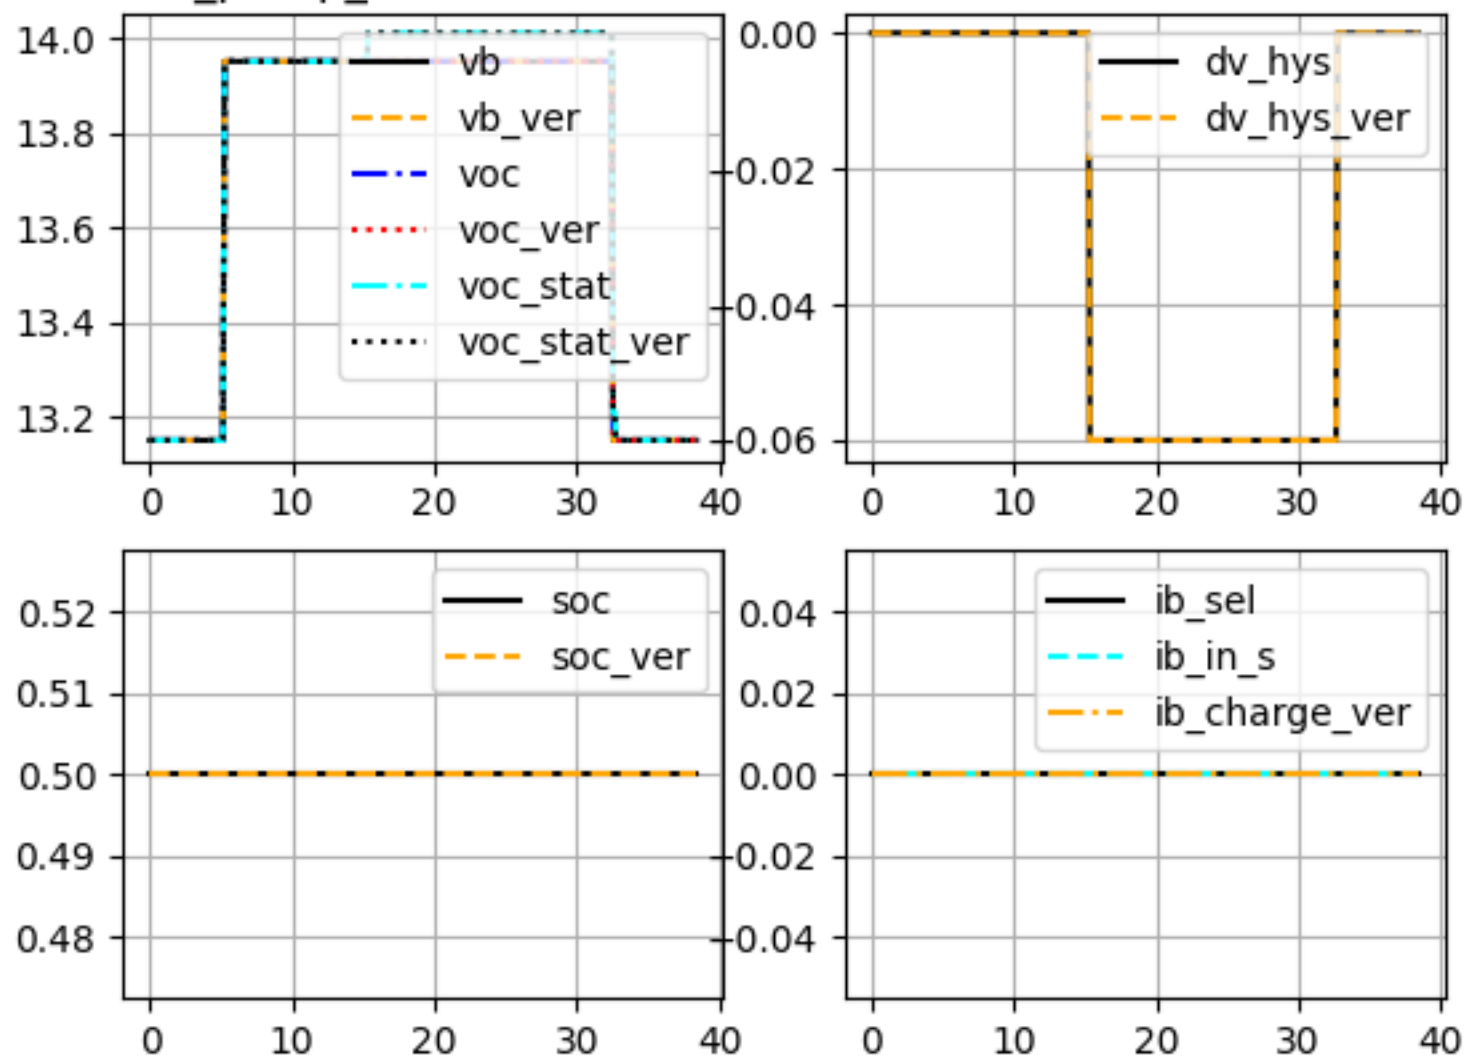 14.0
13.8
13.6
13.4
13.2
0 10 20 30 40
vb
vb_ver
voc
voc_ver
voc_stat
voc_stat_ver
0.00
−0.02
−0.04
−0.06
0 10 20 30 40
dv_hys
dv_hys_ver
0.52
0.51
0.50
0.49
0.48
0 10 20 30 40
soc
soc_ver
0.04
0.02
0.00
−0.02
−0.04
0 10 20 30 40
ib_sel
ib_in_s
ib_charge_ver